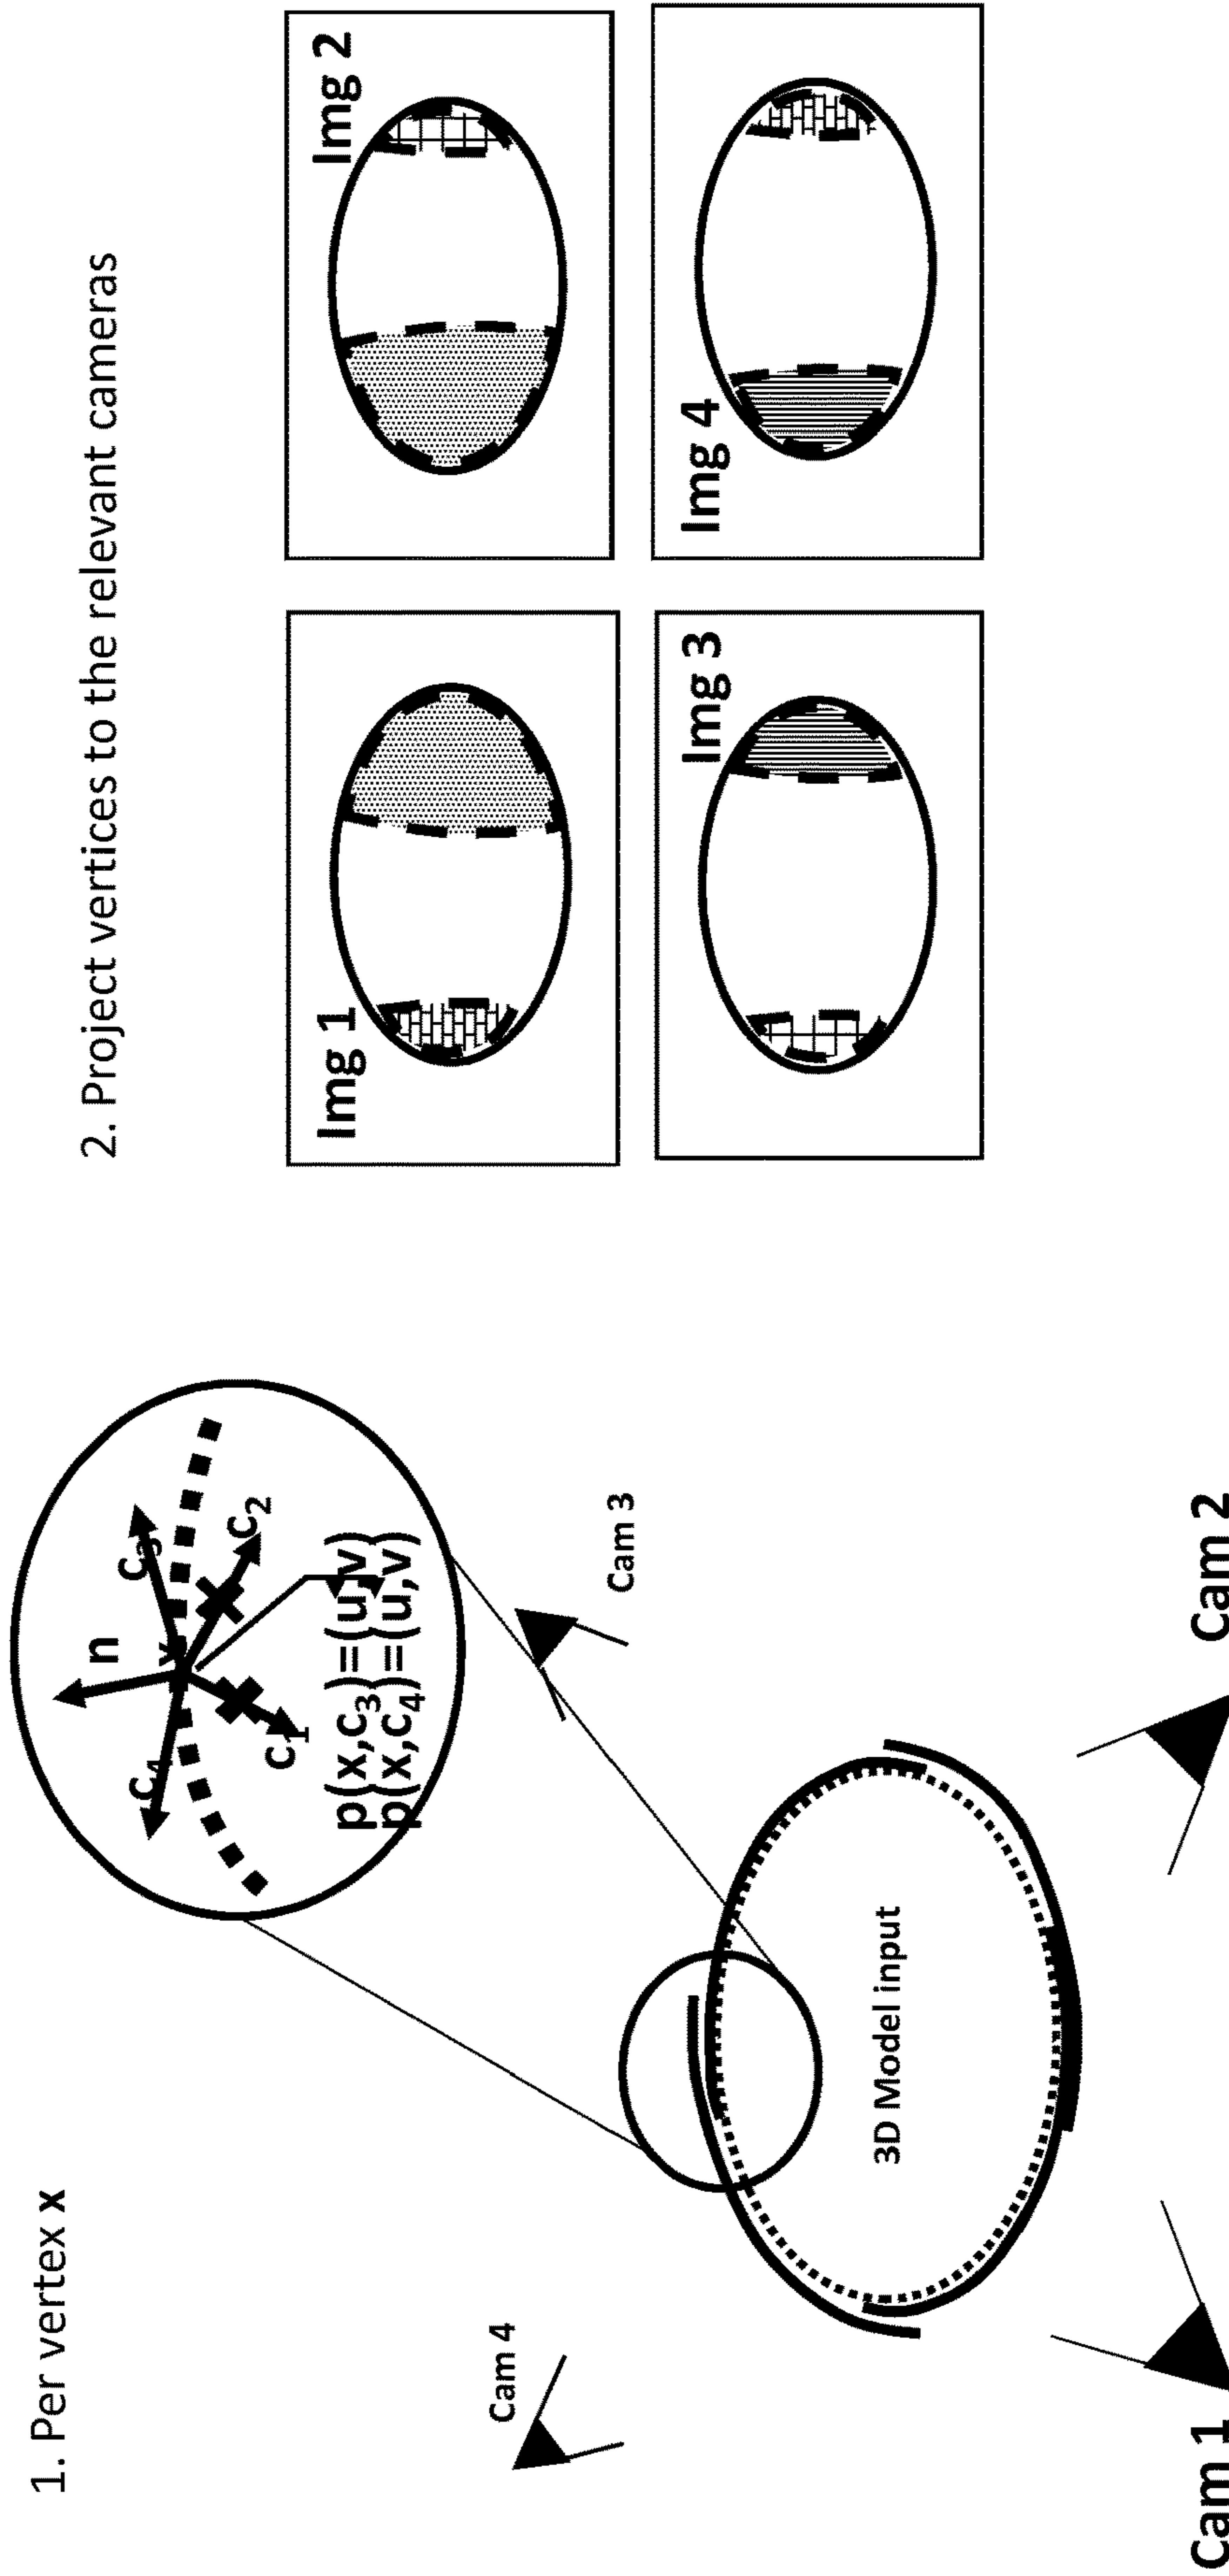 1. Per vertex x
n
x
c4
c3
c1
c2
p(x,c3)=(u,v)
p(x,c4)=(u,v)
Cam 4
Cam 3
3D Model input
Cam 1
Cam 2
2. Project vertices to the relevant cameras
Img 1
Img 2
Img 3
Img 4